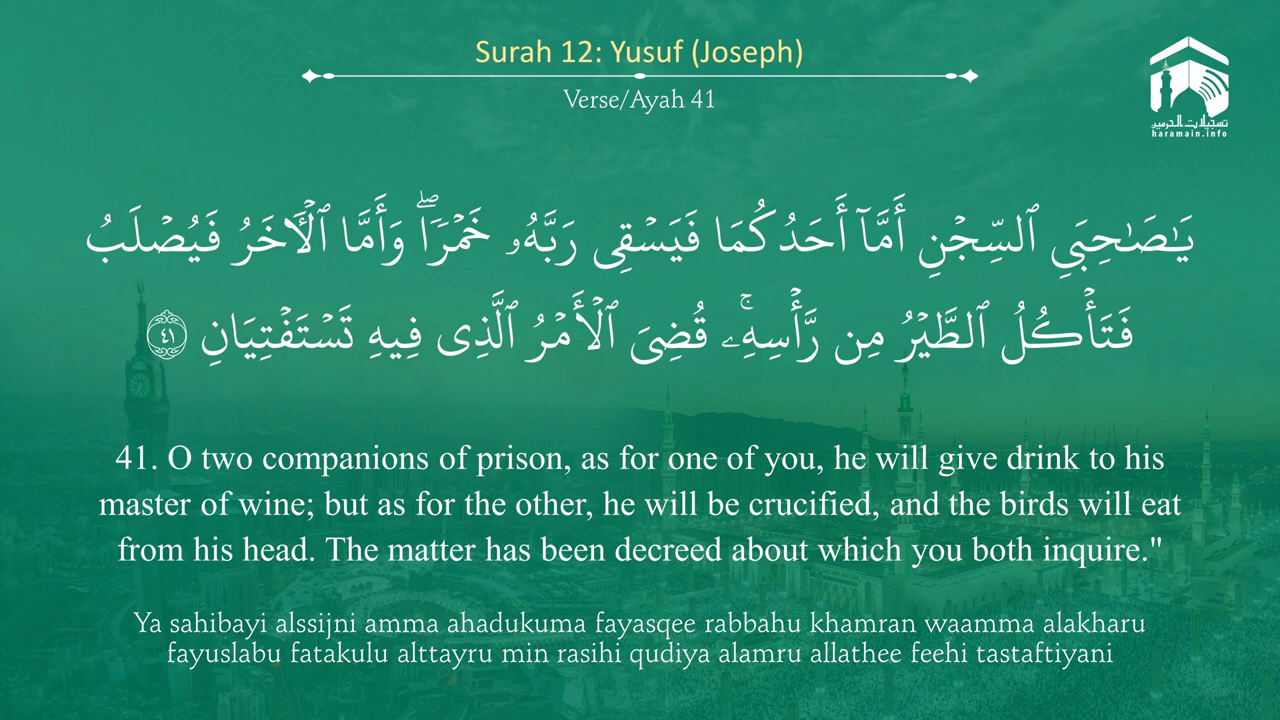 Surah 12: Yusuf (Joseph)
Verse/Ayah 41
تسجيلات الحرمين
haramain.info
يَـٰصَـٰحِبَىِ ٱلسِّجْنِ أَمَّآ أَحَدُكُمَا فَيَسْقِى رَبَّهُۥ خَمْرًۭا ۖ وَأَمَّا ٱلْـَٔاخَرُ فَيُصْلَبُ
فَتَأْكُلُ ٱلطَّيْرُ مِن رَّأْسِهِۦ ۚ قُضِىَ ٱلْأَمْرُ ٱلَّذِى فِيهِ تَسْتَفْتِيَانِ ٤١
41. O two companions of prison, as for one of you, he will give drink to his
master of wine; but as for the other, he will be crucified, and the birds will eat
from his head. The matter has been decreed about which you both inquire."
Ya sahibayi alssijni amma ahadukuma fayasqee rabbahu khamran waamma alakharu
fayuslabu fatakulu alttayru min rasihi qudiya alamru allathee feehi tastaftiyani